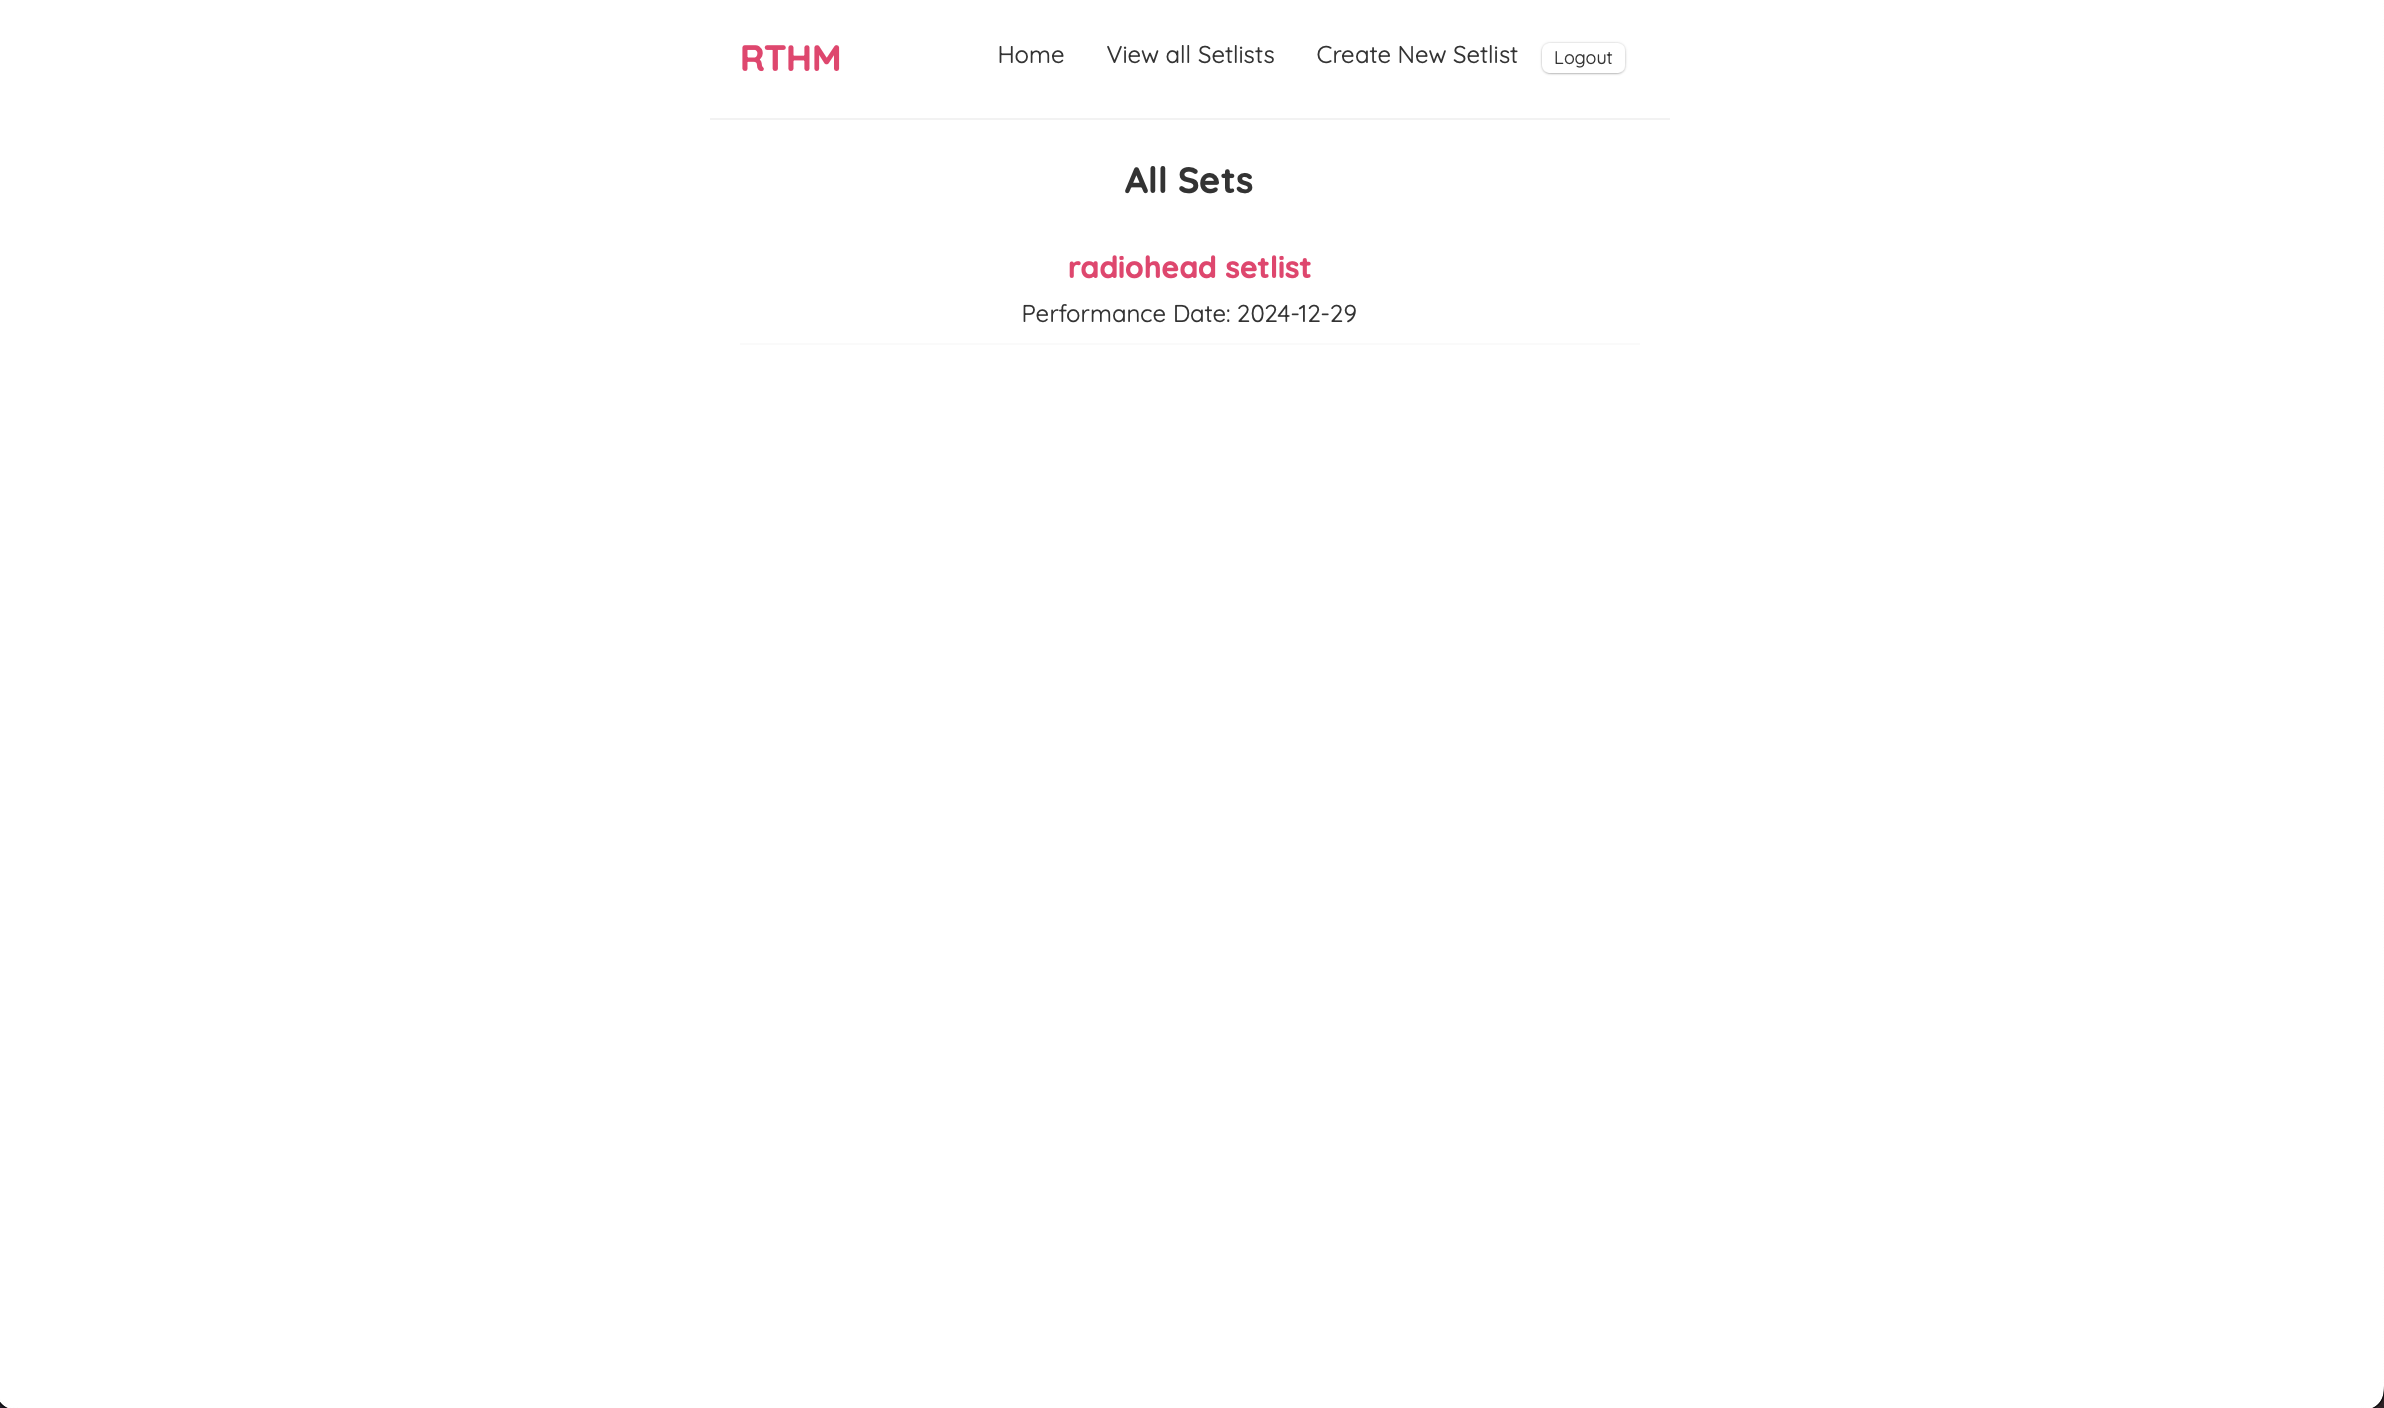 RTHM Home View all Setlists Create New Setlist Logout
All Sets
radiohead setlist
Performance Date: 2024-12-29